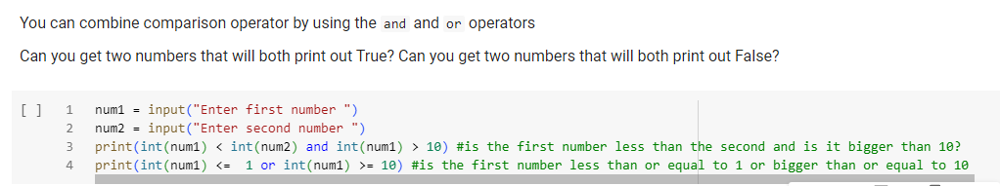 You can combine comparison operator by using the and and or operators
Can you get two numbers that will both print out True? Can you get two numbers that will both print out False?
[ ] 1 num1 = input("Enter first number ")
2 num2 = input("Enter second number ")
3 print(int(num1) < int(num2) and int(num1) > 10) #is the first number less than the second and is it bigger than 10?
4 print(int(num1) <=  1 or int(num1) >= 10) #is the first number less than or equal to 1 or bigger than or equal to 10